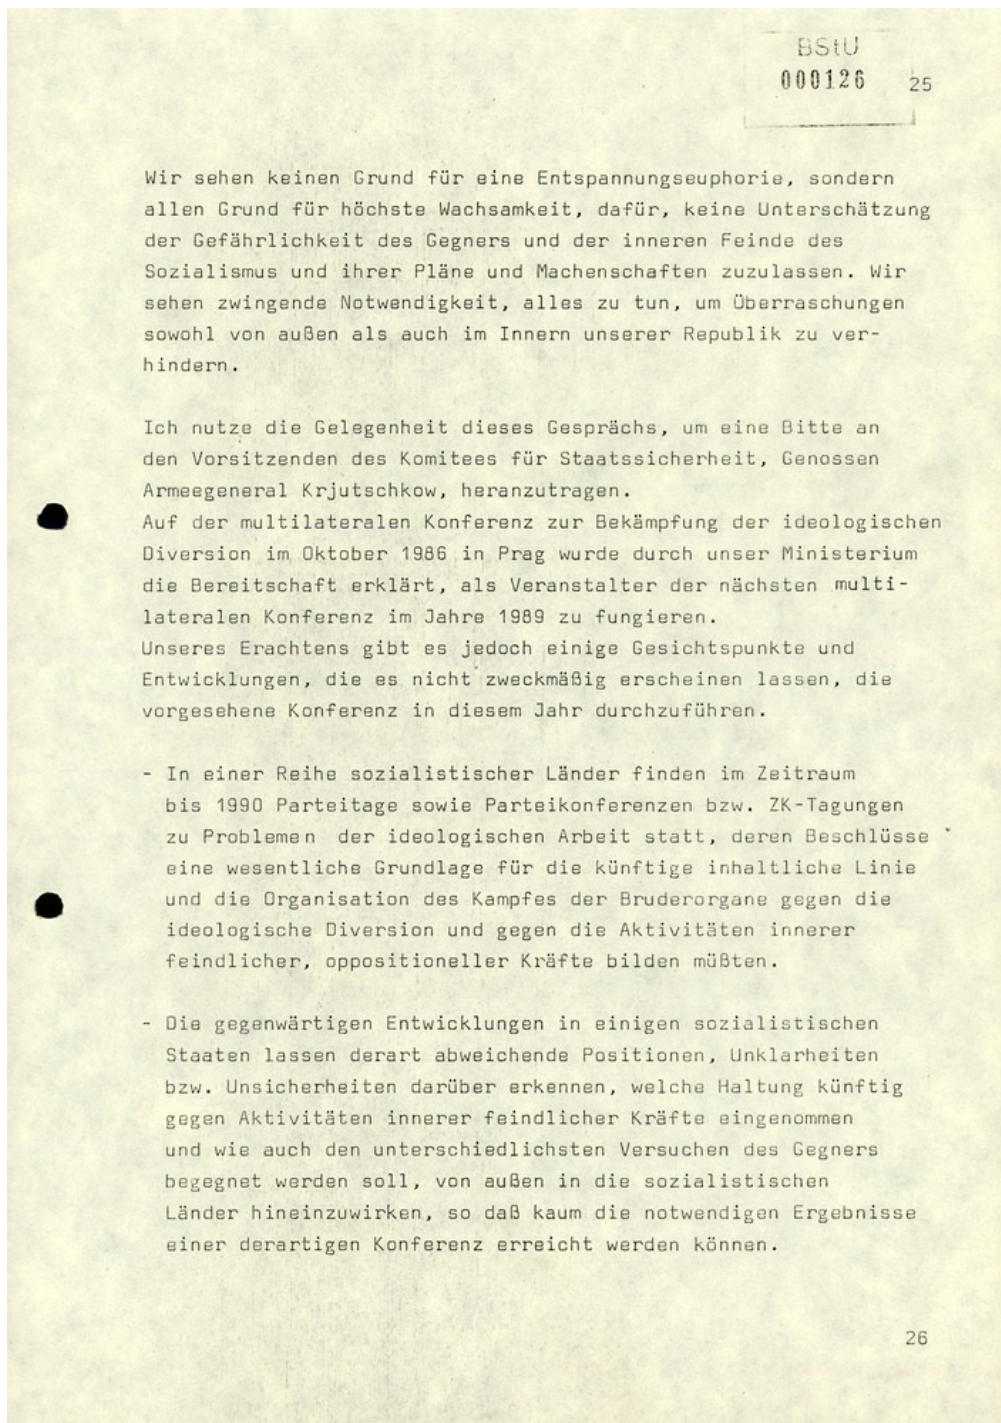 BStU
000126 25
Wir sehen keinen Grund für eine Entspannungseuphorie, sondern
allen Grund für höchste Wachsamkeit, dafür, keine Unterschätzung
der Gefährlichkeit des Gegners und der inneren Feinde des
Sozialismus und ihrer Pläne und Machenschaften zuzulassen. Wir
sehen zwingende Notwendigkeit, alles zu tun, um Überraschungen
sowohl von außen als auch im Innern unserer Republik zu ver-
hindern.
Ich nutze die Gelegenheit dieses Gesprächs, um eine Bitte an
den Vorsitzenden des Komitees für Staatssicherheit, Genossen
Armeegeneral Krjutschkow, heranzutragen.
Auf der multilateralen Konferenz zur Bekämpfung der ideologischen
Diversion im Oktober 1986 in Prag wurde durch unser Ministerium
die Bereitschaft erklärt, als Veranstalter der nächsten multi-
lateralen Konferenz im Jahre 1989 zu fungieren.
Unseres Erachtens gibt es jedoch einige Gesichtspunkte und
Entwicklungen, die es nicht zweckmäßig erscheinen lassen, die
vorgesehene Konferenz in diesem Jahr durchzuführen.
- In einer Reihe sozialistischer Länder finden im Zeitraum
bis 1990 Parteitage sowie Parteikonferenzen bzw. ZK-Tagungen
zu Problemen der ideologischen Arbeit statt, deren Beschlüsse
eine wesentliche Grundlage für die künftige inhaltliche Linie
und die Organisation des Kampfes der Bruderorgane gegen die
ideologische Diversion und gegen die Aktivitäten innerer
feindlicher, oppositioneller Kräfte bilden müßten.
- Die gegenwärtigen Entwicklungen in einigen sozialistischen
Staaten lassen derart abweichende Positionen, Unklarheiten
bzw. Unsicherheiten darüber erkennen, welche Haltung künftig
gegen Aktivitäten innerer feindlicher Kräfte eingenommen
und wie auch den unterschiedlichsten Versuchen des Gegners
begegnet werden soll, von außen in die sozialistischen
Länder hineinzuwirken, so daß kaum die notwendigen Ergebnisse
einer derartigen Konferenz erreicht werden können.
26